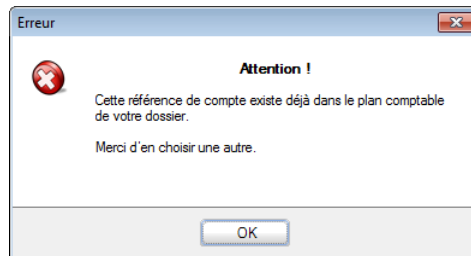 Erreur
Attention !
Cette référence de compte existe déjà dans le plan comptable
de votre dossier.
Merci d'en choisir une autre.
OK